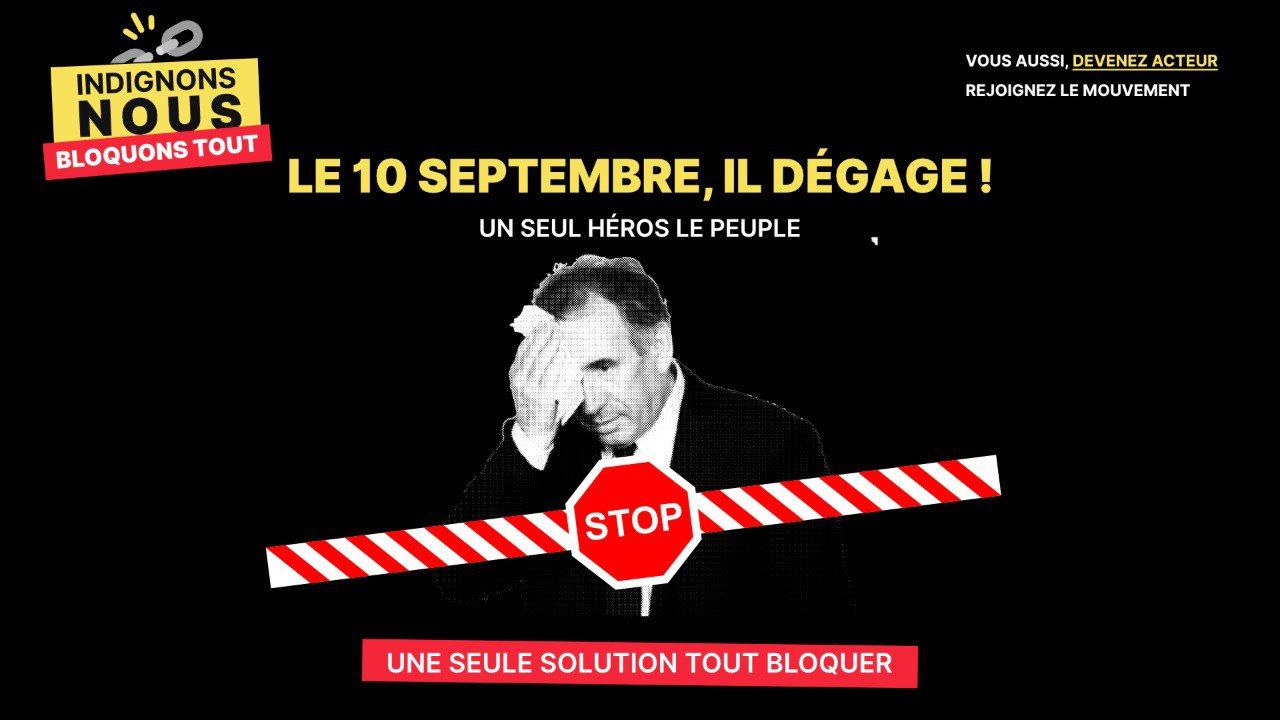 INDIGNONS
NOUS
BLOQUONS TOUT
VOUS AUSSI, DEVENEZ ACTEUR
REJOIGNEZ LE MOUVEMENT
LE 10 SEPTEMBRE, IL DÉGAGE !
UN SEUL HÉROS LE PEUPLE
STOP
UNE SEULE SOLUTION TOUT BLOQUER